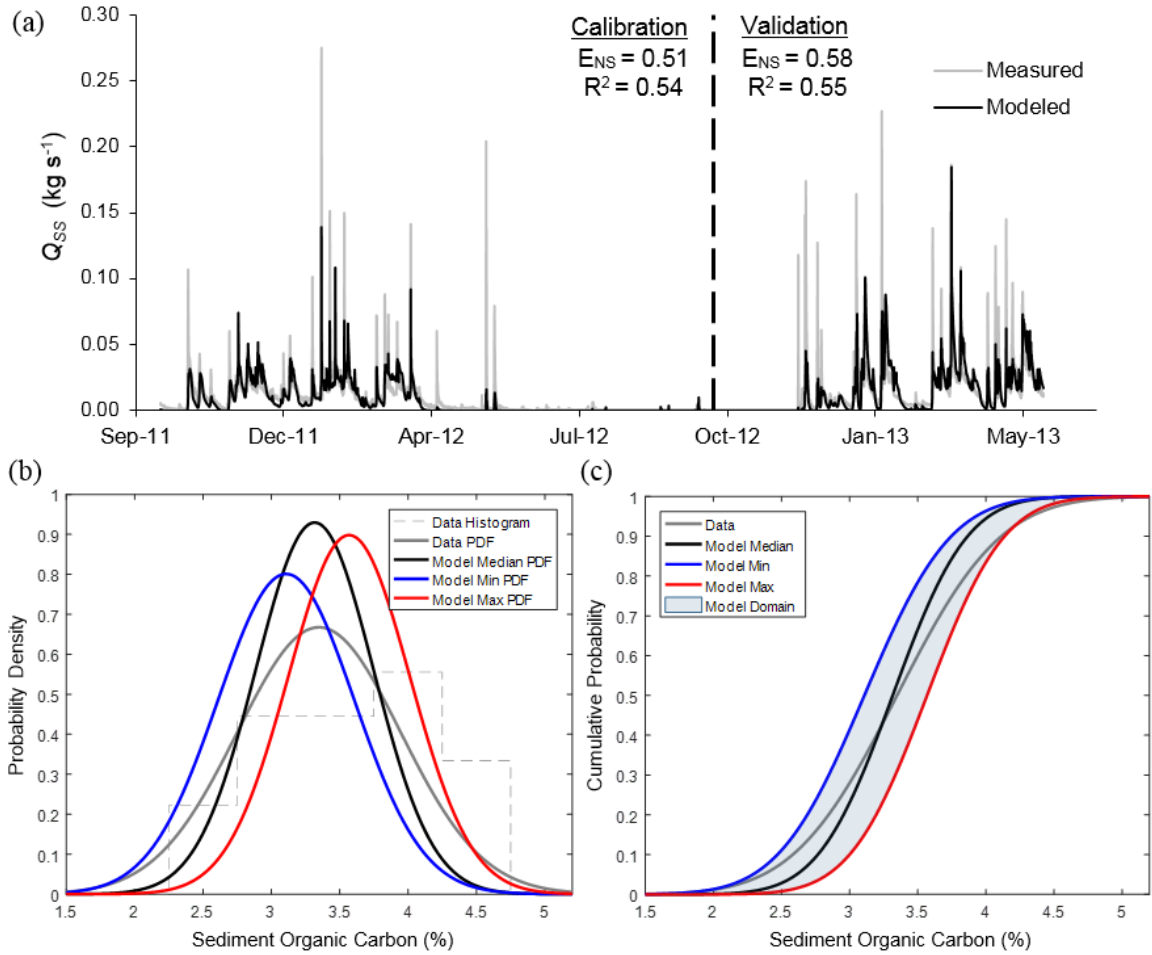 (a)
0.30
0.25
0.20
0.15
0.10
0.05
0.00
Q_SS (kg s⁻¹)
Calibration
E_NS = 0.51
R² = 0.54
Validation
E_NS = 0.58
R² = 0.55
Measured
Modeled
Sep-11 Dec-11 Apr-12 Jul-12 Oct-12 Jan-13 May-13
(b)
1
0.9
0.8
0.7
0.6
0.5
0.4
0.3
0.2
0.1
0
Probability Density
Data Histogram
Data PDF
Model Median PDF
Model Min PDF
Model Max PDF
1.5 2 2.5 3 3.5 4 4.5 5
Sediment Organic Carbon (%)
(c)
1
0.9
0.8
0.7
0.6
0.5
0.4
0.3
0.2
0.1
0
Cumulative Probability
Data
Model Median
Model Min
Model Max
Model Domain
1.5 2 2.5 3 3.5 4 4.5 5
Sediment Organic Carbon (%)